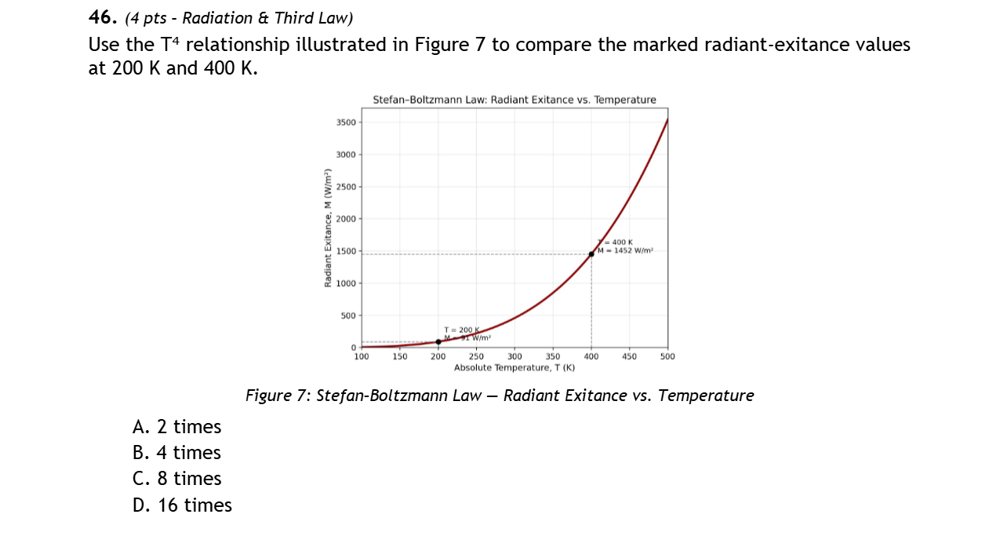 46. (4 pts - Radiation & Third Law)
Use the T⁴ relationship illustrated in Figure 7 to compare the marked radiant-exitance values
at 200 K and 400 K.
Stefan–Boltzmann Law: Radiant Exitance vs. Temperature
Radiant Exitance, M (W/m²)
3500
3000
2500
2000
1500
1000
500
0
T = 400 K
M = 1452 W/m²
T = 200 K
M = 91 W/m²
100 150 200 250 300 350 400 450 500
Absolute Temperature, T (K)
Figure 7: Stefan-Boltzmann Law — Radiant Exitance vs. Temperature
A. 2 times
B. 4 times
C. 8 times
D. 16 times